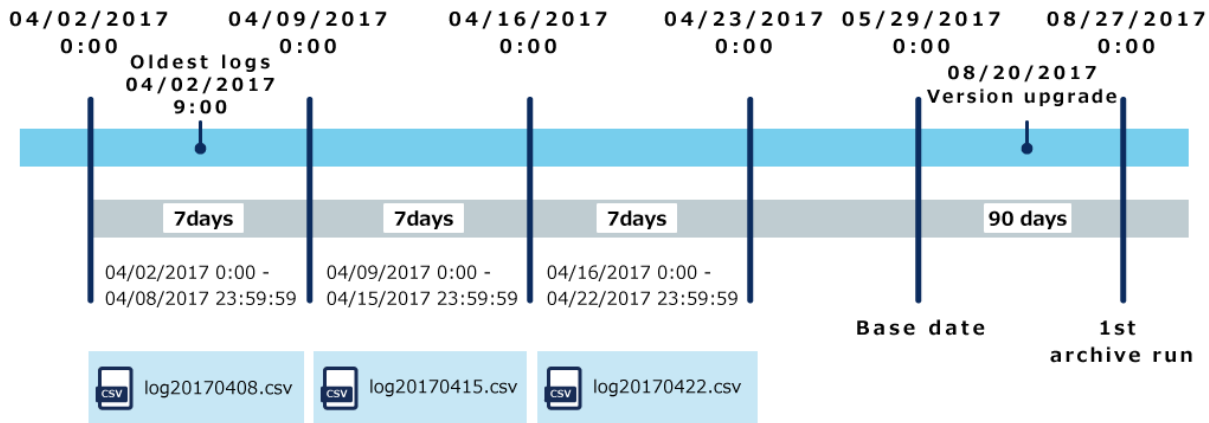 04/02/2017
0:00
04/09/2017
0:00
04/16/2017
0:00
04/23/2017
0:00
05/29/2017
0:00
08/27/2017
0:00
Oldest logs
04/02/2017
9:00
08/20/2017
Version upgrade
7days
7days
7days
90 days
04/02/2017 0:00 -
04/08/2017 23:59:59
04/09/2017 0:00 -
04/15/2017 23:59:59
04/16/2017 0:00 -
04/22/2017 23:59:59
Base date
1st
archive run
CSV
log20170408.csv
CSV
log20170415.csv
CSV
log20170422.csv